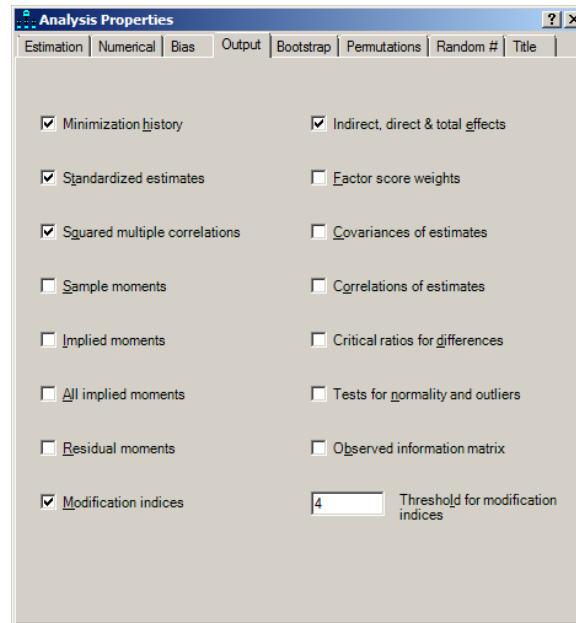 Analysis Properties
Estimation Numerical Bias Output Bootstrap Permutations Random # Title
Minimization history
Indirect, direct & total effects
Standardized estimates
Factor score weights
Squared multiple correlations
Covariances of estimates
Sample moments
Correlations of estimates
Implied moments
Critical ratios for differences
All implied moments
Tests for normality and outliers
Residual moments
Observed information matrix
Modification indices
4
Threshold for modification
indices